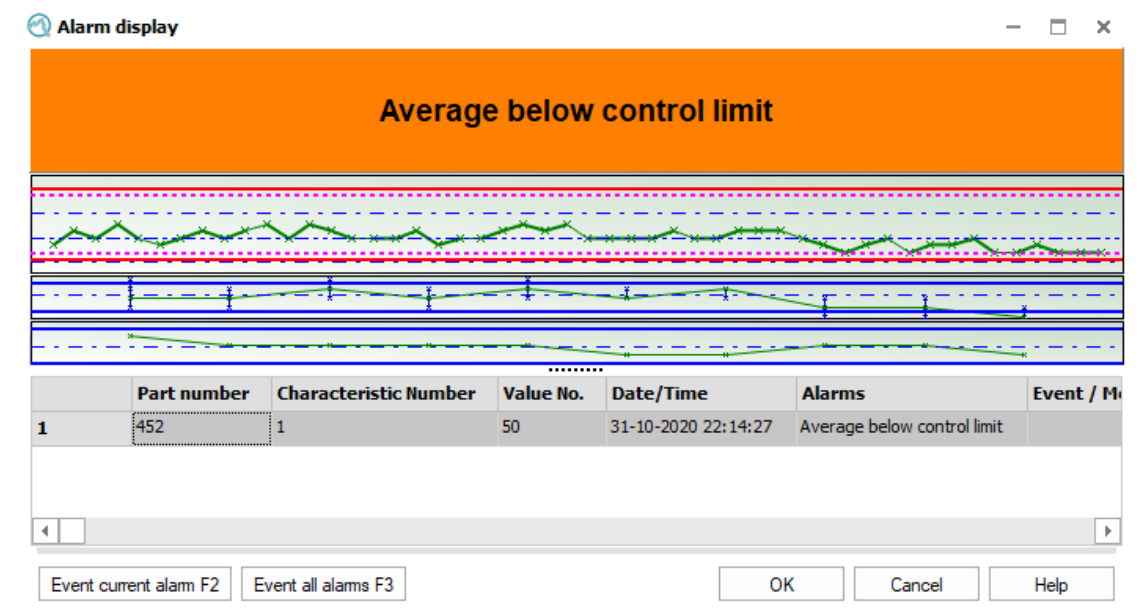 Alarm display
Average below control limit
Part number Characteristic Number Value No. Date/Time Alarms Event / M
1 452 1 50 31-10-2020 22:14:27 Average below control limit
Event current alarm F2 Event all alarms F3 OK Cancel Help